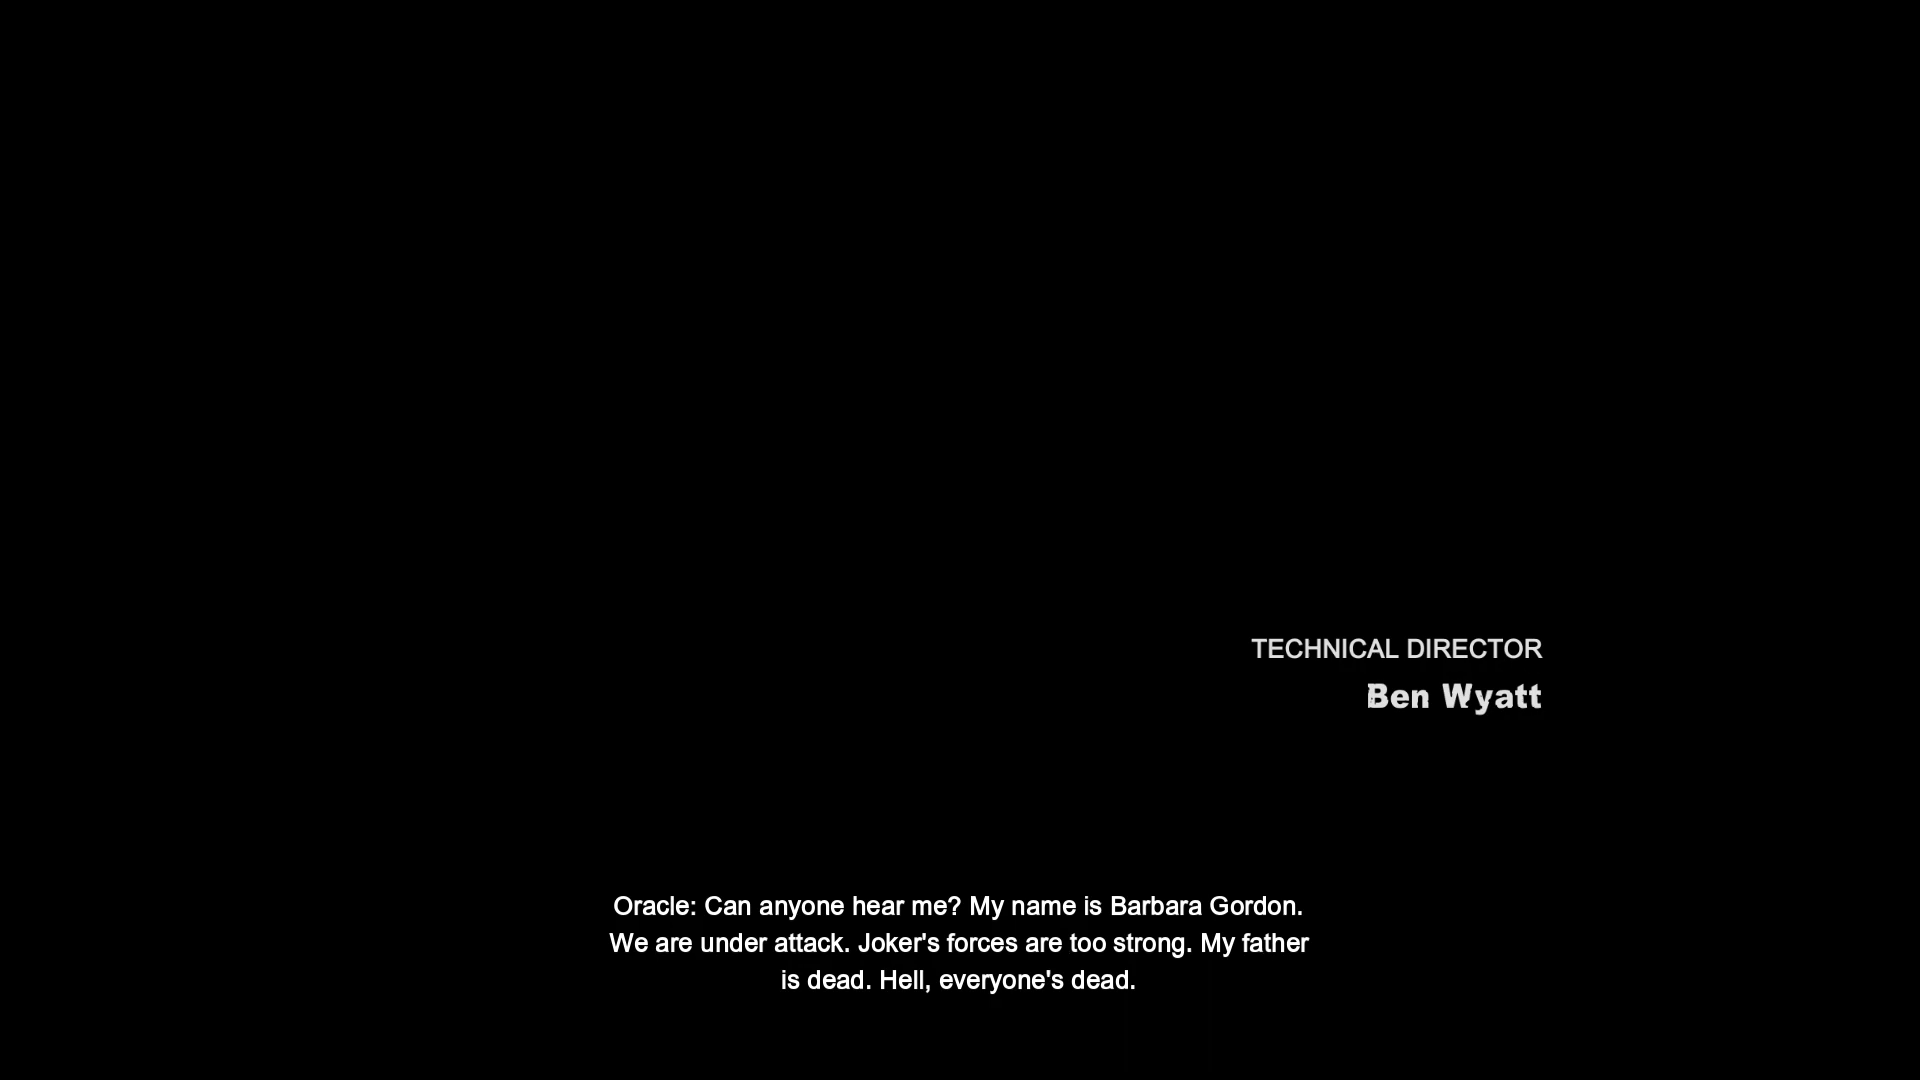 TECHNICAL DIRECTOR
Ben Wyatt
Oracle: Can anyone hear me? My name is Barbara Gordon.
We are under attack. Joker's forces are too strong. My father
is dead. Hell, everyone's dead.